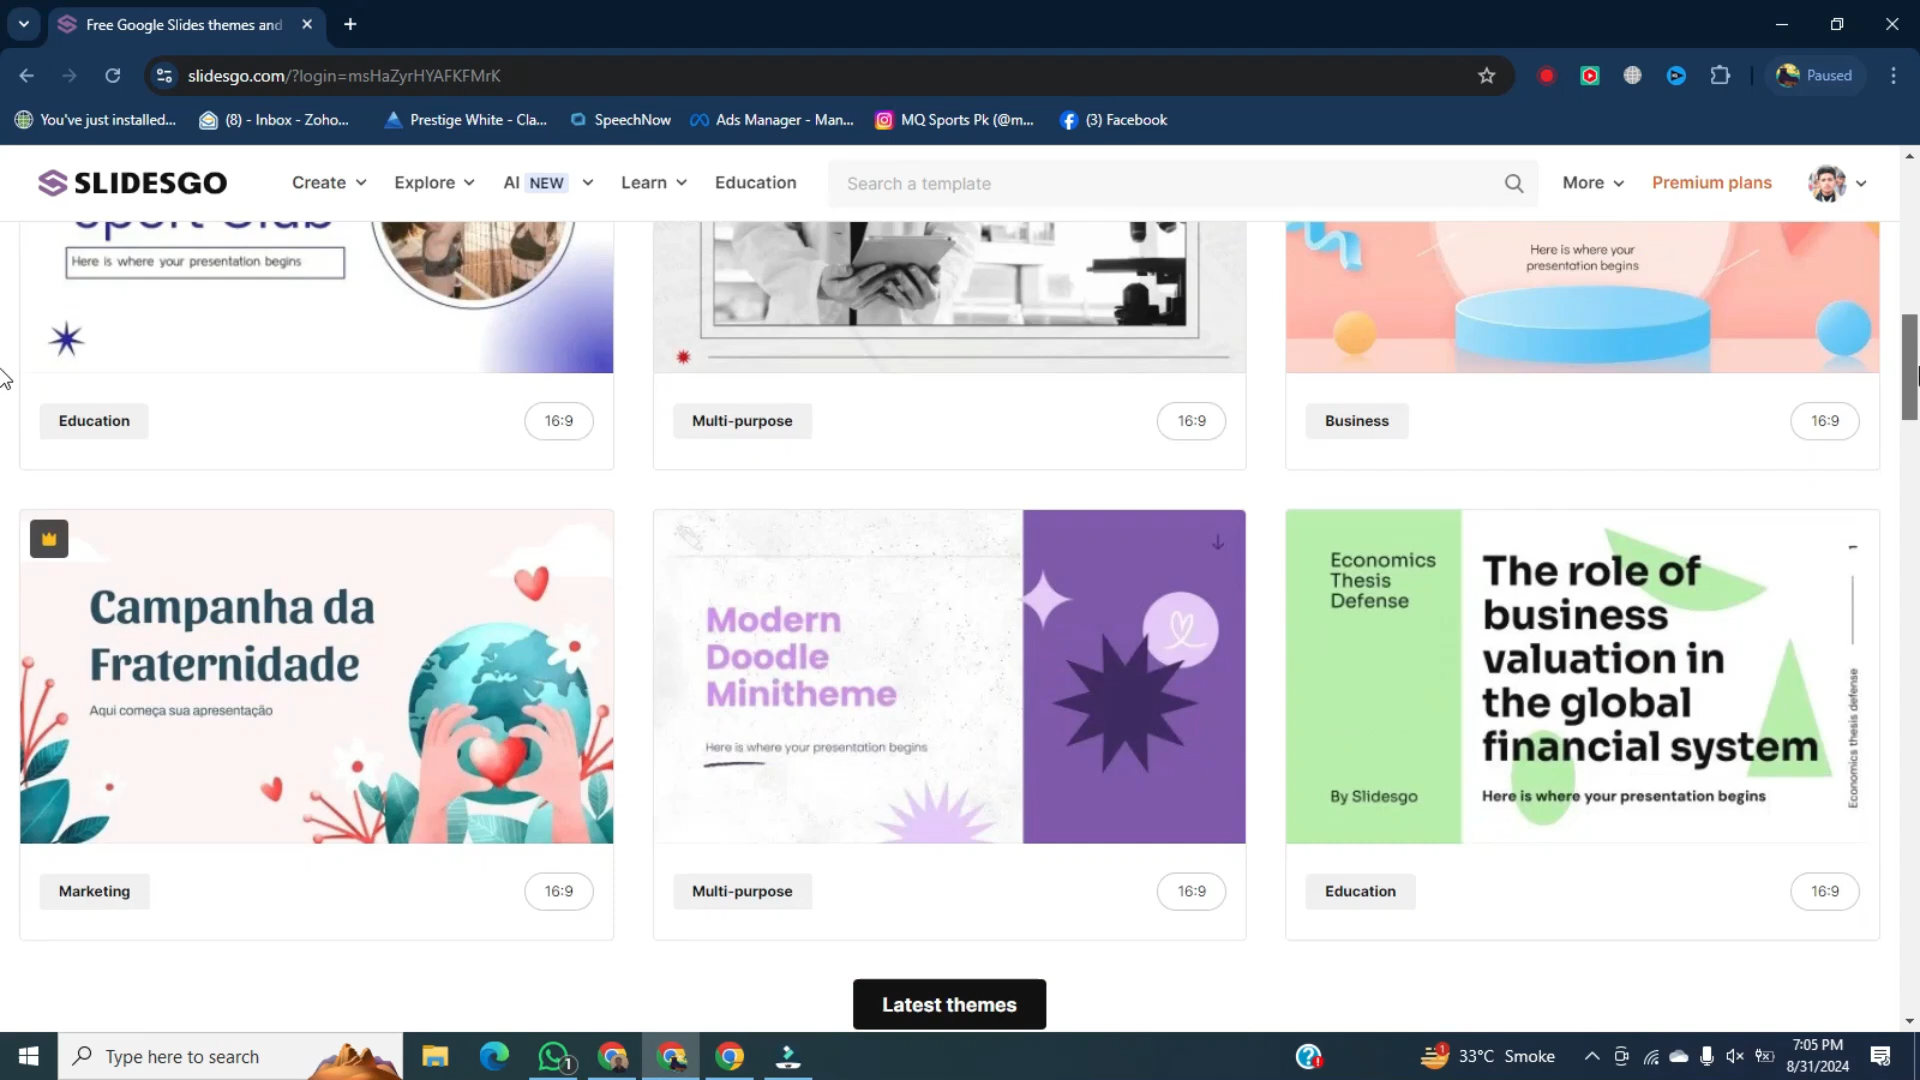 Free Google Slides themes and
slidesgo.com/?login=msHaZyrHYAFKFMrK
Paused
You've just installed...
(8) - Inbox - Zoho...
Prestige White - Cla...
SpeechNow
Ads Manager - Man...
MQ Sports Pk (@m...
(3) Facebook
SLIDESGO
Create
Explore
AI NEW
Learn
Education
Search a template
More
Premium plans
Sport Club
Here is where your presentation begins
Here is where your
presentation begins
Education
16:9
Multi-purpose
16:9
Business
16:9
Campanha da
Fraternidade
Aqui começa sua apresentação
Modern
Doodle
Minitheme
Here is where your presentation begins
Economics
Thesis
Defense
By Slidesgo
The role of
business
valuation in
the global
financial system
Here is where your presentation begins
Economics thesis defense
Marketing
16:9
Multi-purpose
16:9
Education
16:9
Latest themes
Type here to search
1
1
33°C Smoke
7:05 PM
8/31/2024